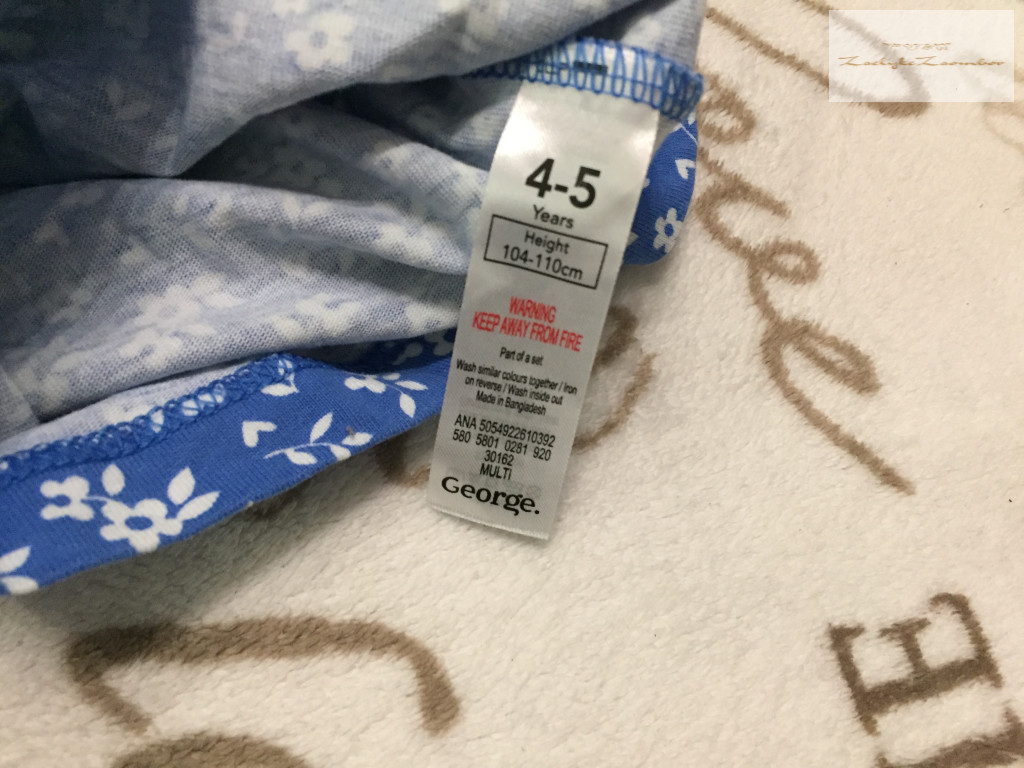 4-5
Years
Height
104-110cm
WARNING
KEEP AWAY FROM FIRE
Part of a set
Wash similar colours together / Iron
on reverse / Wash inside out
Made in Bangladesh
ANA 5054922610392
580 5801 0281 920
30162
MULTI
George.
E